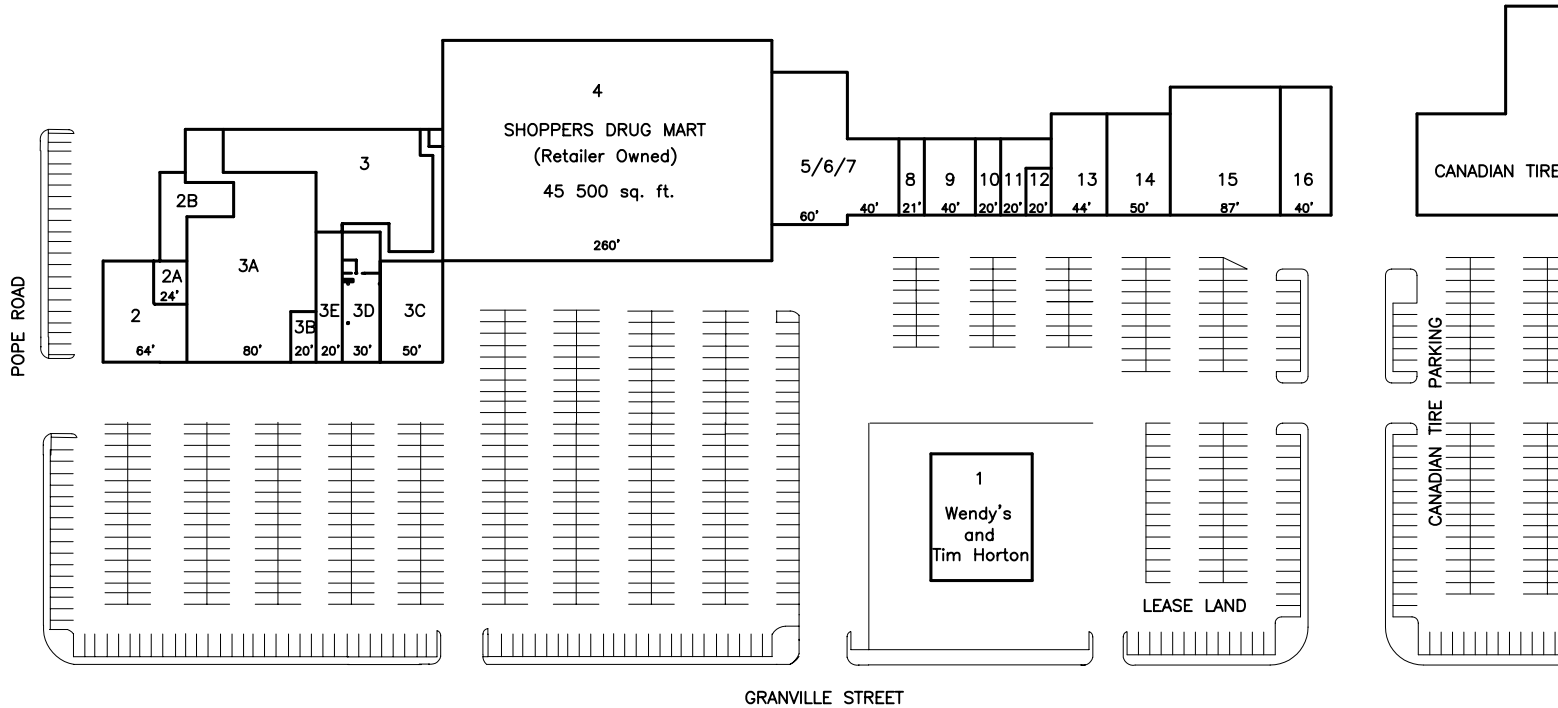 4
SHOPPERS DRUG MART
(Retailer Owned)
45 500 sq. ft.
260'
3
5/6/7
60'
40'
8
21'
9
40'
10
20'
11
20'
12
20'
13
44'
14
50'
15
87'
16
40'
CANADIAN TIRE
2B
2A
24'
2
64'
3A
80'
3B
20'
3E
20'
3D
30'
3C
50'
POPE ROAD
1
Wendy's
and
Tim Horton
LEASE LAND
CANADIAN TIRE PARKING
GRANVILLE STREET